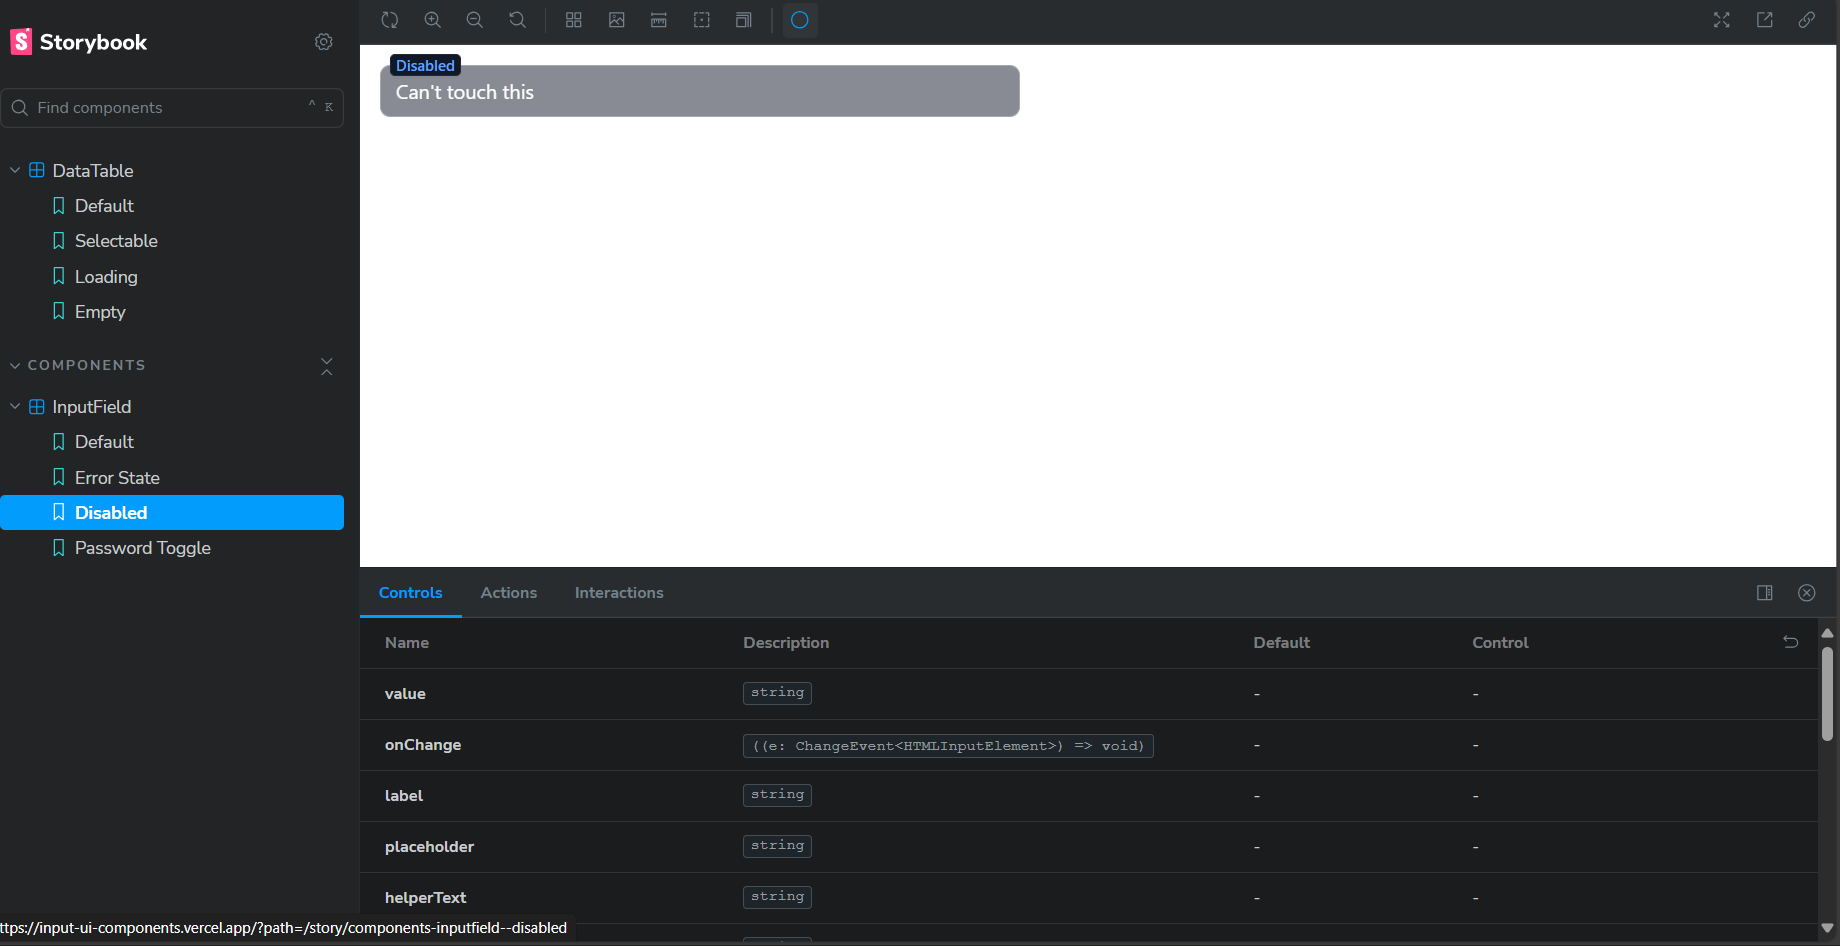 Storybook
Find components
^ K
DataTable
Default
Selectable
Loading
Empty
COMPONENTS
InputField
Default
Error State
Disabled
Password Toggle
Disabled
Can't touch this
Controls Actions Interactions
Name Description Default Control
value string - -
onChange ((e: ChangeEvent<HTMLInputElement>) => void) - -
label string - -
placeholder string - -
helperText string - -
ttps://input-ui-components.vercel.app/?path=/story/components-inputfield--disabled